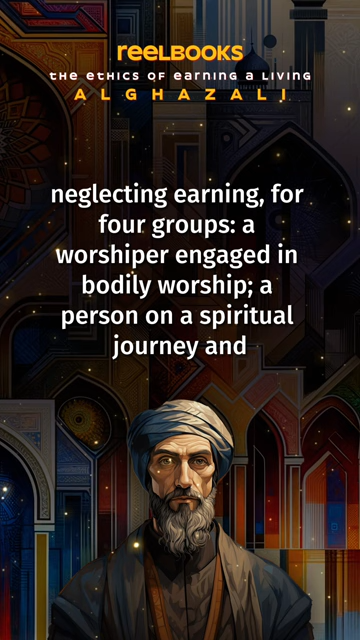 reelbooks
the ethics of earning a living
ALGHAZALI
neglecting earning, for
four groups: a
worshiper engaged in
bodily worship; a
person on a spiritual
journey and